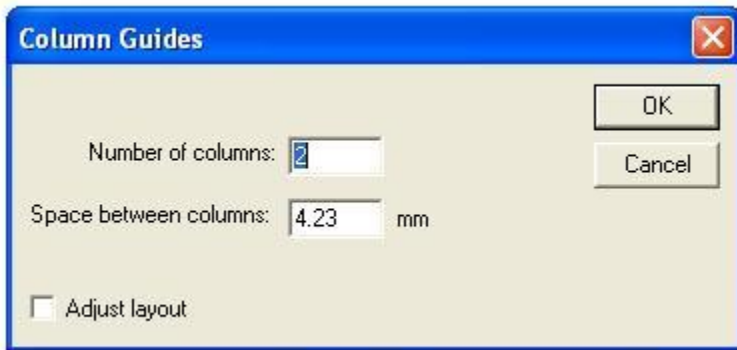 Column Guides
OK
Number of columns: 2
Cancel
Space between columns: 4.23 mm
Adjust layout